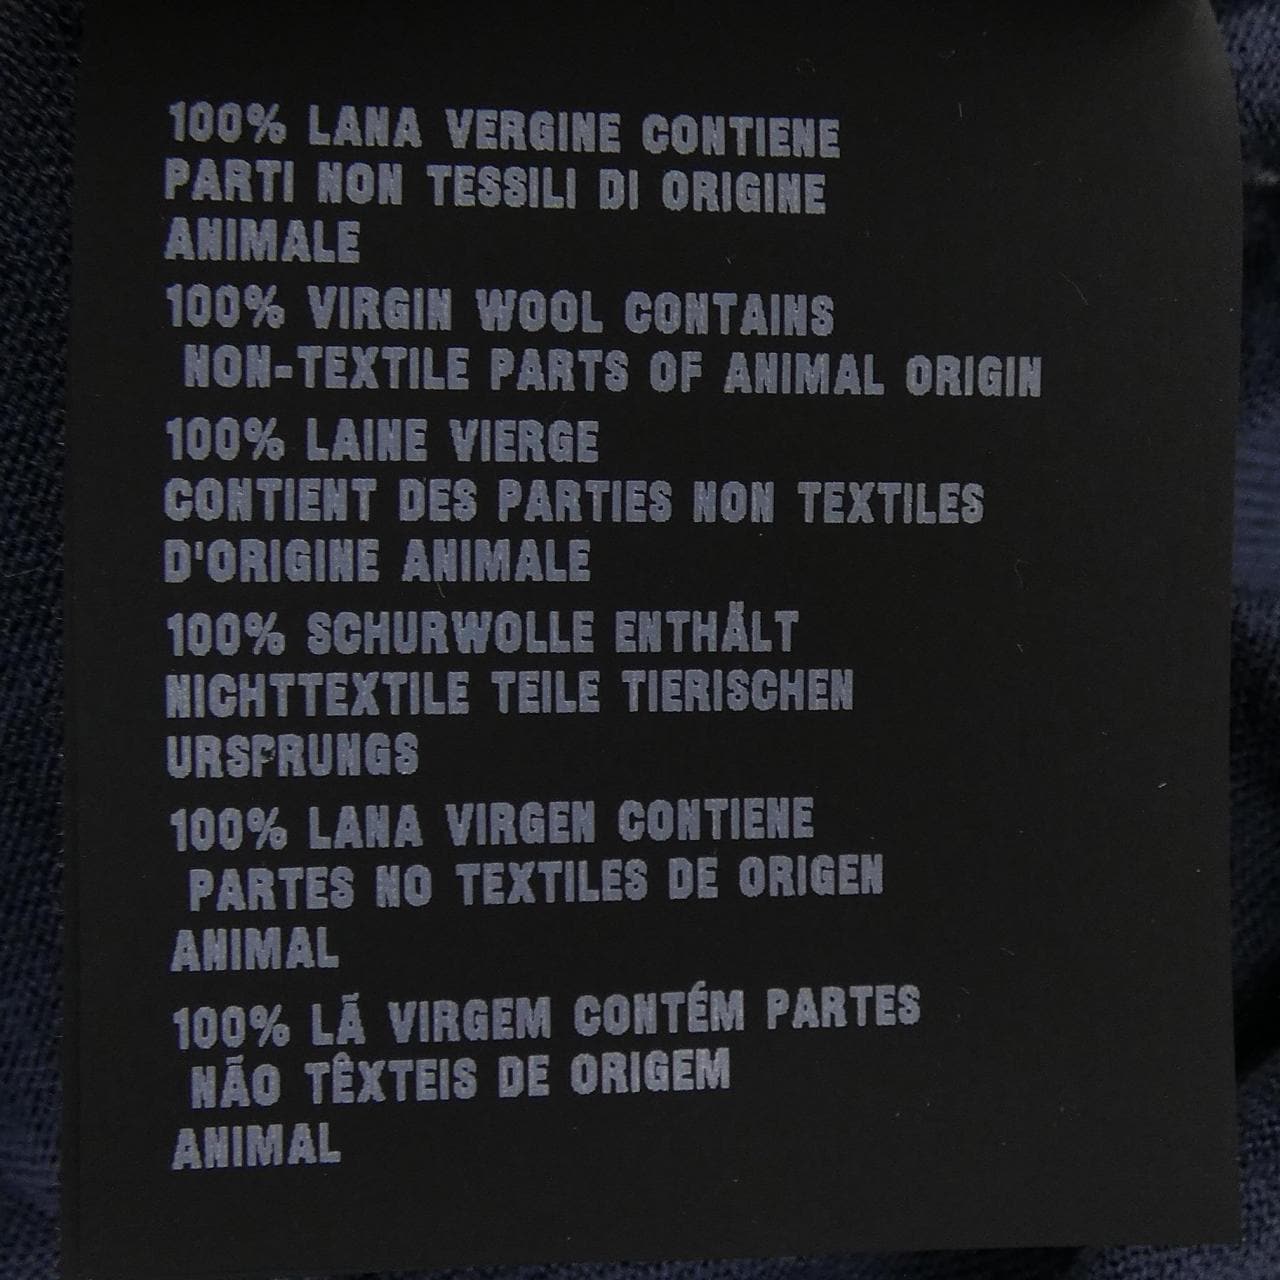 100% LANA VERGINE CONTIENE
PARTI NON TESSILI DI ORIGINE
ANIMALE
100% VIRGIN WOOL CONTAINS
NON-TEXTILE PARTS OF ANIMAL ORIGIN
100% LAINE VIERGE
CONTIENT DES PARTIES NON TEXTILES
D'ORIGINE ANIMALE
100% SCHURWOLLE ENTHÄLT
NICHTTEXTILE TEILE TIERISCHEN
URSPRUNGS
100% LANA VIRGEN CONTIENE
PARTES NO TEXTILES DE ORIGEN
ANIMAL
100% LÃ VIRGEM CONTÉM PARTES
NÃO TÊXTEIS DE ORIGEM
ANIMAL